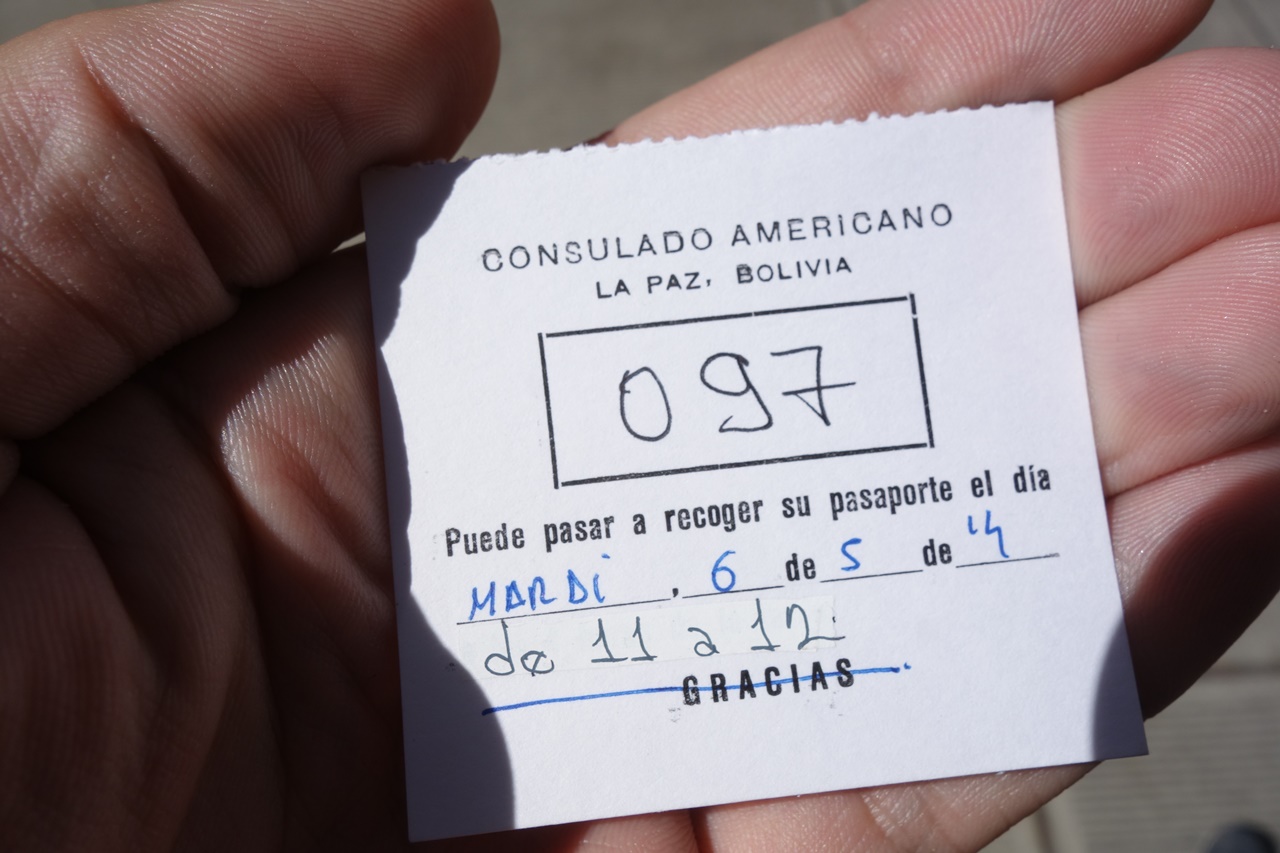 CONSULADO AMERICANO
LA PAZ, BOLIVIA
097
Puede pasar a recoger su pasaporte el día
MARDi, 6 de 5 de '4
de 11 a 12
GRACIAS